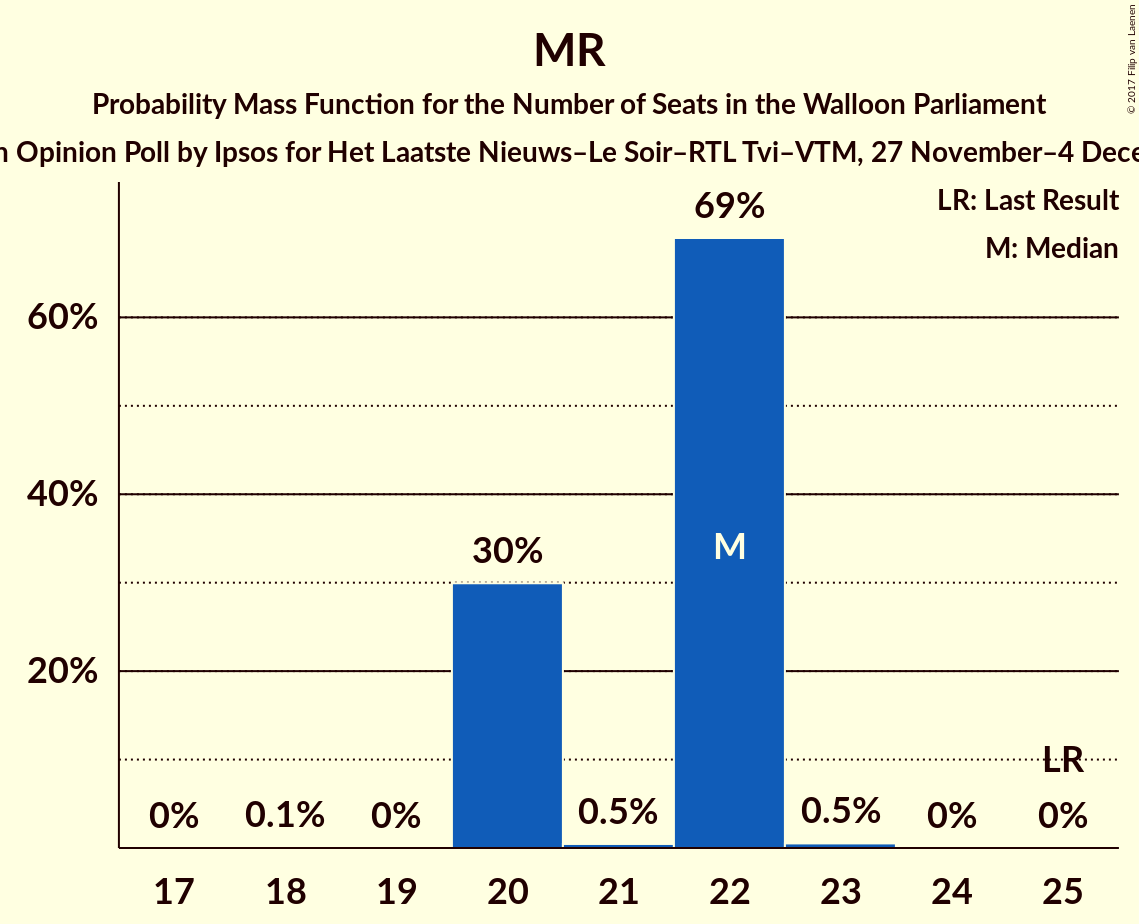 MR
Probability Mass Function for the Number of Seats in the Walloon Parliament
Opinion Poll by Ipsos for Het Laatste Nieuws–Le Soir–RTL Tvi–VTM, 27 November–4
© 2017 Filip van Laenen
LR: Last Result
M: Median
69%
60%
40%
30%
20%
M
LR
0%
0.1%
0%
0.5%
0.5%
0%
0%
17 18 19 20 21 22 23 24 25